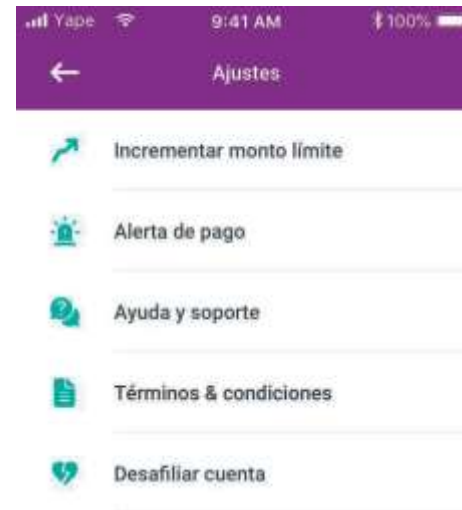 Yape 9:41 AM 100%
Ajustes
Incrementar monto límite
Alerta de pago
Ayuda y soporte
Términos & condiciones
Desafiliar cuenta